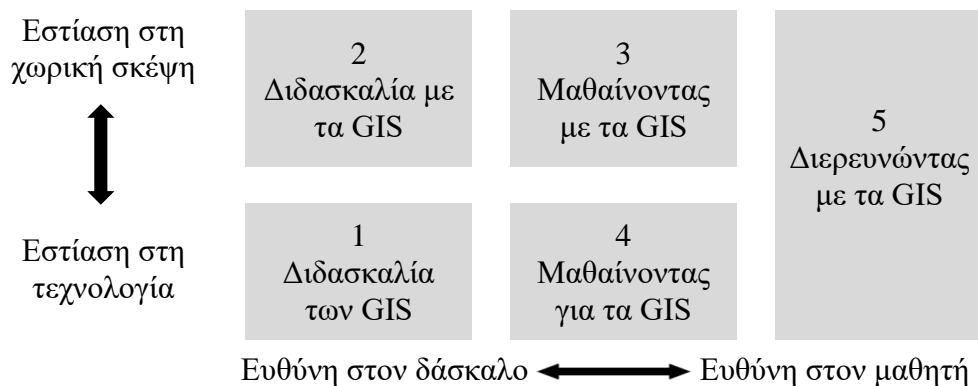 Εστίαση στη
χωρική σκέψη
2
Διδασκαλία με
τα GIS
3
Μαθαίνοντας
με τα GIS
5
Διερευνώντας
με τα GIS
Εστίαση στη
τεχνολογία
1
Διδασκαλία
των GIS
4
Μαθαίνοντας
για τα GIS
Ευθύνη στον δάσκαλο
Ευθύνη στον μαθητή